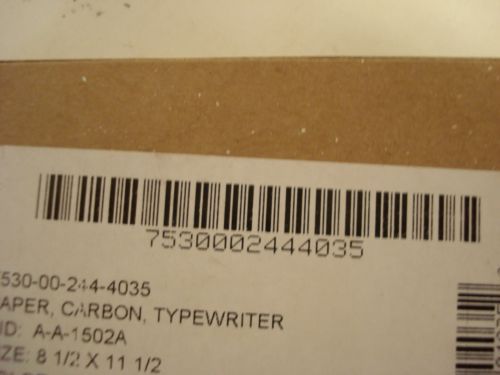 7530002444035
530-00-244-4035
APER, CARBON, TYPEWRITER
ID: A-A-1502A
ZE: 8 1/2 X 11 1/2